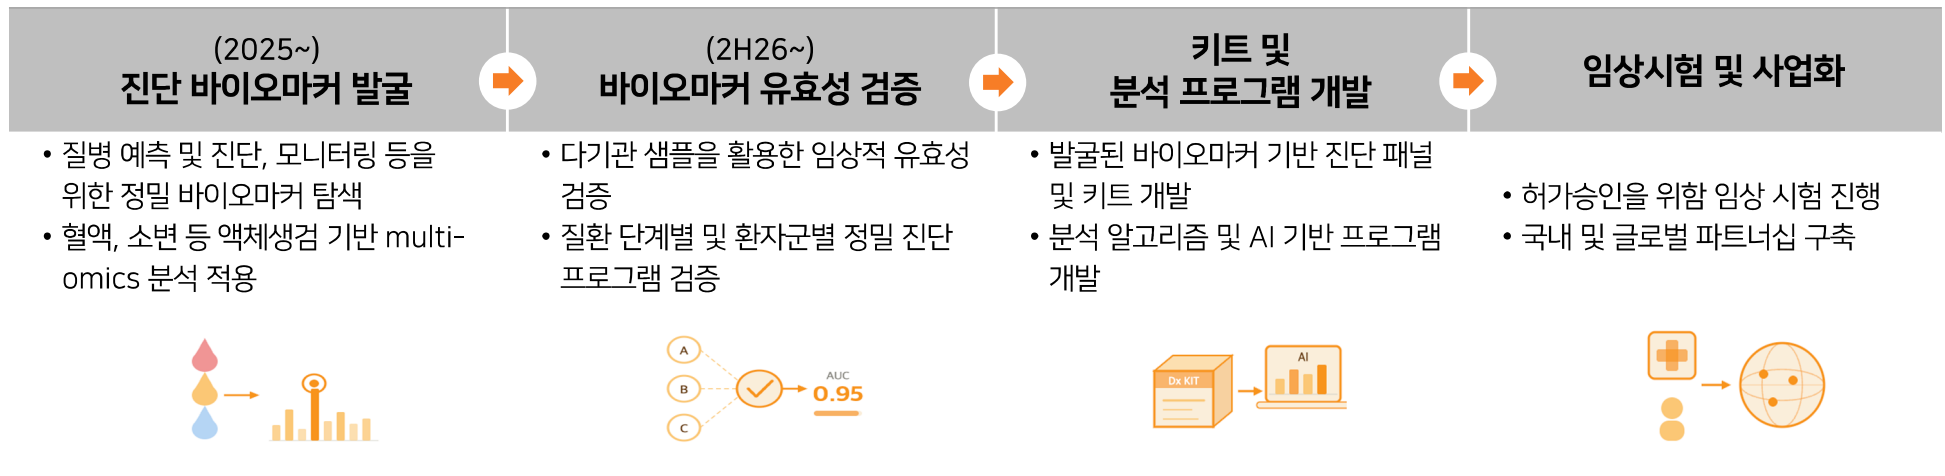 (2025~)
진단 바이오마커 발굴
• 질병 예측 및 진단, 모니터링 등을
위한 정밀 바이오마커 탐색
• 혈액, 소변 등 액체생검 기반 multi-
omics 분석 적용
(2H26~)
바이오마커 유효성 검증
• 다기관 샘플을 활용한 임상적 유효성
검증
• 질환 단계별 및 환자군별 정밀 진단
프로그램 검증
A
B
C
AUC
0.95
키트 및
분석 프로그램 개발
• 발굴된 바이오마커 기반 진단 패널
및 키트 개발
• 분석 알고리즘 및 AI 기반 프로그램
개발
Dx KIT
AI
임상시험 및 사업화
• 허가승인을 위함 임상 시험 진행
• 국내 및 글로벌 파트너십 구축